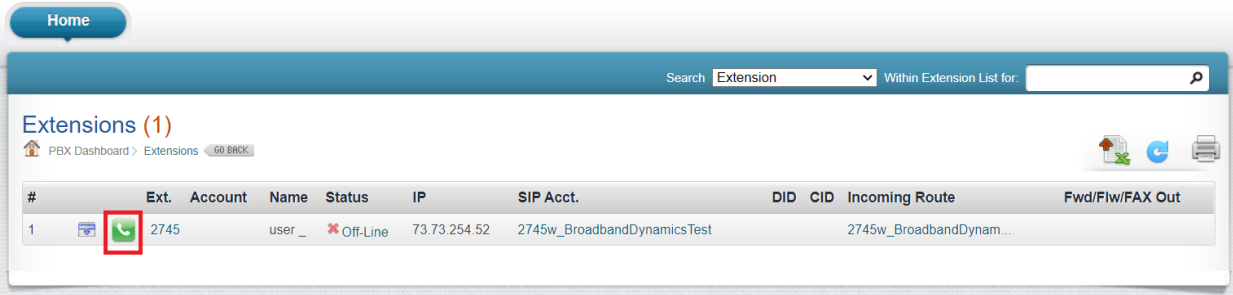 Home
Search Extension Within Extension List for:
Extensions (1)
PBX Dashboard > Extensions GO BACK
# Ext. Account Name Status IP SIP Acct. DID CID Incoming Route Fwd/Flw/FAX Out
1 2745 user _ Off-Line 73.73.254.52 2745w_BroadbandDynamicsTest 2745w_BroadbandDynam...